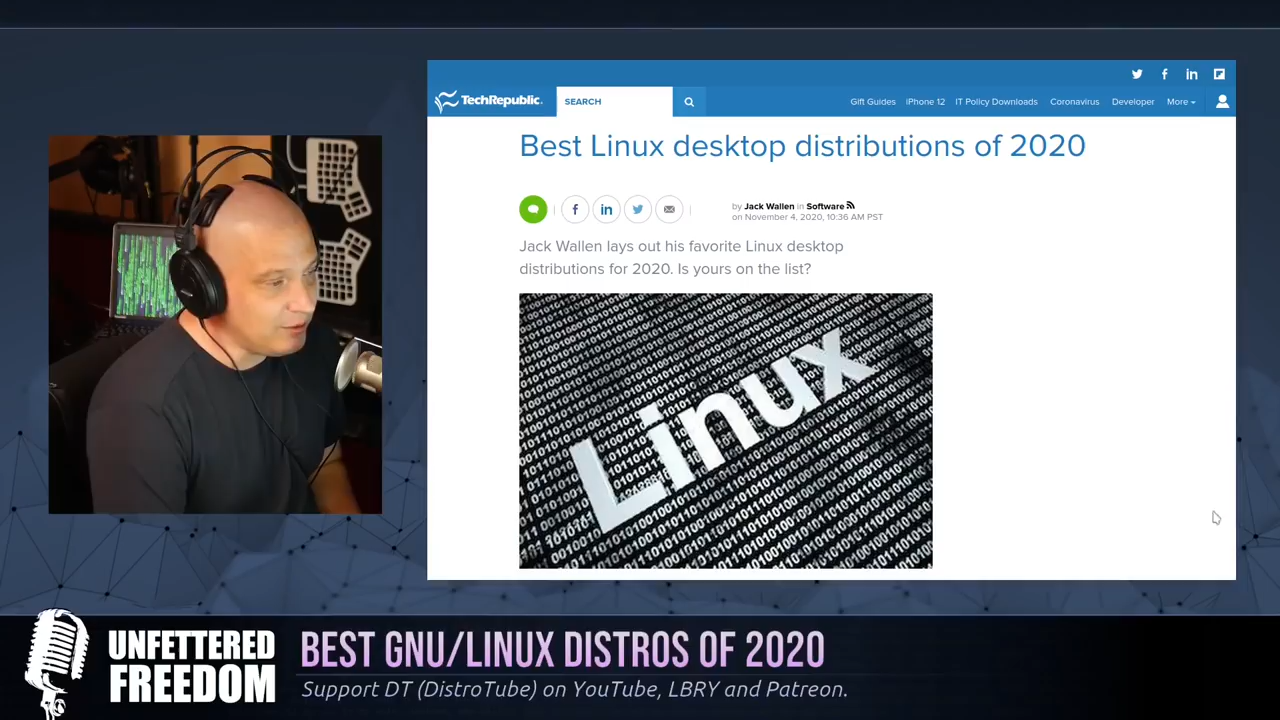 TechRepublic.
SEARCH
Gift Guides iPhone 12 IT Policy Downloads Coronavirus Developer More
Best Linux desktop distributions of 2020
by Jack Wallen in Software
on November 4, 2020, 10:36 AM PST
Jack Wallen lays out his favorite Linux desktop
distributions for 2020. Is yours on the list?
Linux
UNFETTERED
FREEDOM
BEST GNU/LINUX DISTROS OF 2020
Support DT (DistroTube) on YouTube, LBRY and Patreon.